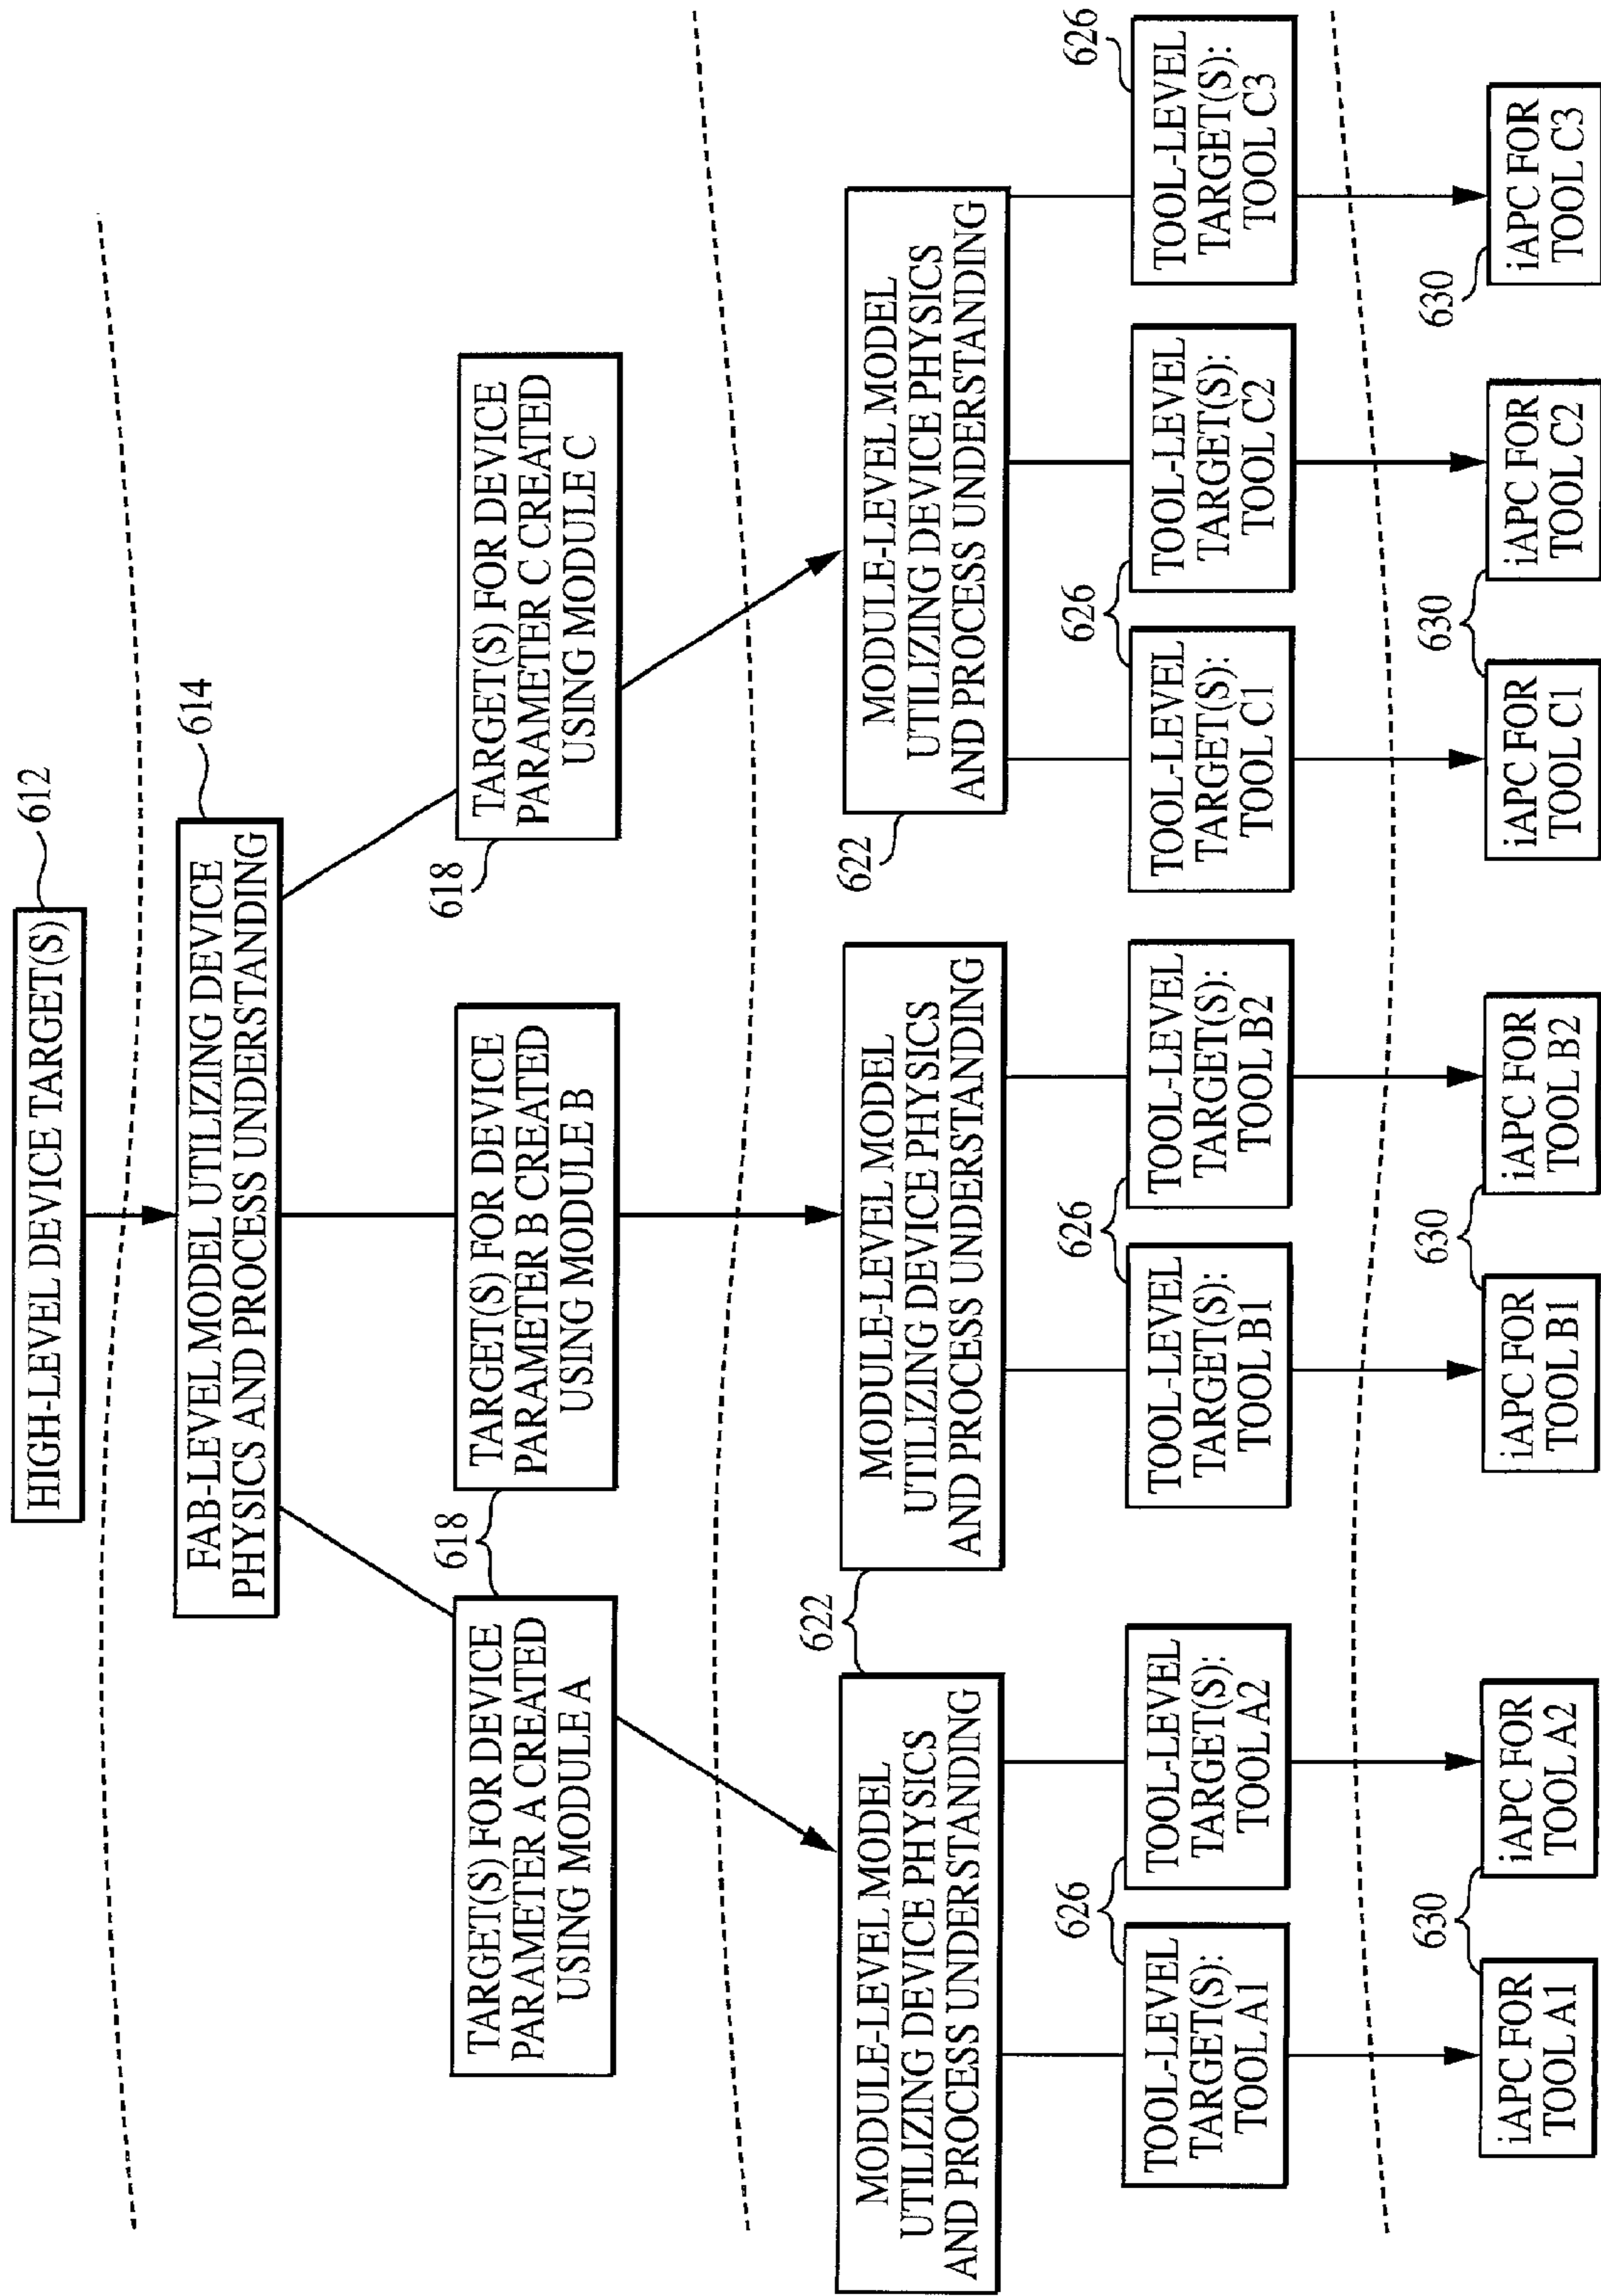 HIGH-LEVEL DEVICE TARGET(S)
612
FAB-LEVEL MODEL UTILIZING DEVICE
PHYSICS AND PROCESS UNDERSTANDING
614
TARGET(S) FOR DEVICE
PARAMETER A CREATED
USING MODULE A
618
TARGET(S) FOR DEVICE
PARAMETER B CREATED
USING MODULE B
618
TARGET(S) FOR DEVICE
PARAMETER C CREATED
USING MODULE C
MODULE-LEVEL MODEL
UTILIZING DEVICE PHYSICS
AND PROCESS UNDERSTANDING
622
MODULE-LEVEL MODEL
UTILIZING DEVICE PHYSICS
AND PROCESS UNDERSTANDING
622
MODULE-LEVEL MODEL
UTILIZING DEVICE PHYSICS
AND PROCESS UNDERSTANDING
TOOL-LEVEL
TARGET(S):
TOOL A1
626
TOOL-LEVEL
TARGET(S):
TOOL A2
TOOL-LEVEL
TARGET(S):
TOOL B1
626
TOOL-LEVEL
TARGET(S):
TOOL B2
TOOL-LEVEL
TARGET(S):
TOOL C1
626
TOOL-LEVEL
TARGET(S):
TOOL C2
TOOL-LEVEL
TARGET(S):
TOOL C3
626
iAPC FOR
TOOL A1
630
iAPC FOR
TOOL A2
iAPC FOR
TOOL B1
630
iAPC FOR
TOOL B2
iAPC FOR
TOOL C1
630
iAPC FOR
TOOL C2
630
iAPC FOR
TOOL C3